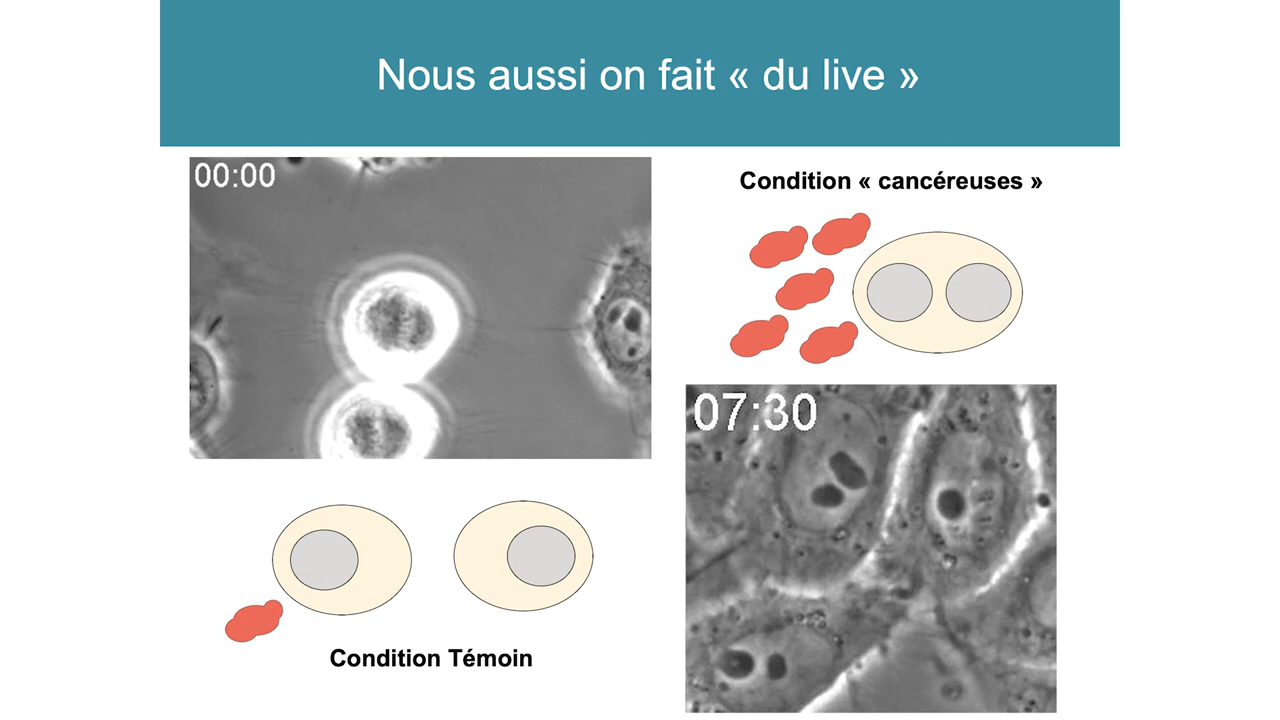 Nous aussi on fait « du live »
00:00
Condition « cancéreuses »
07:30
Condition Témoin